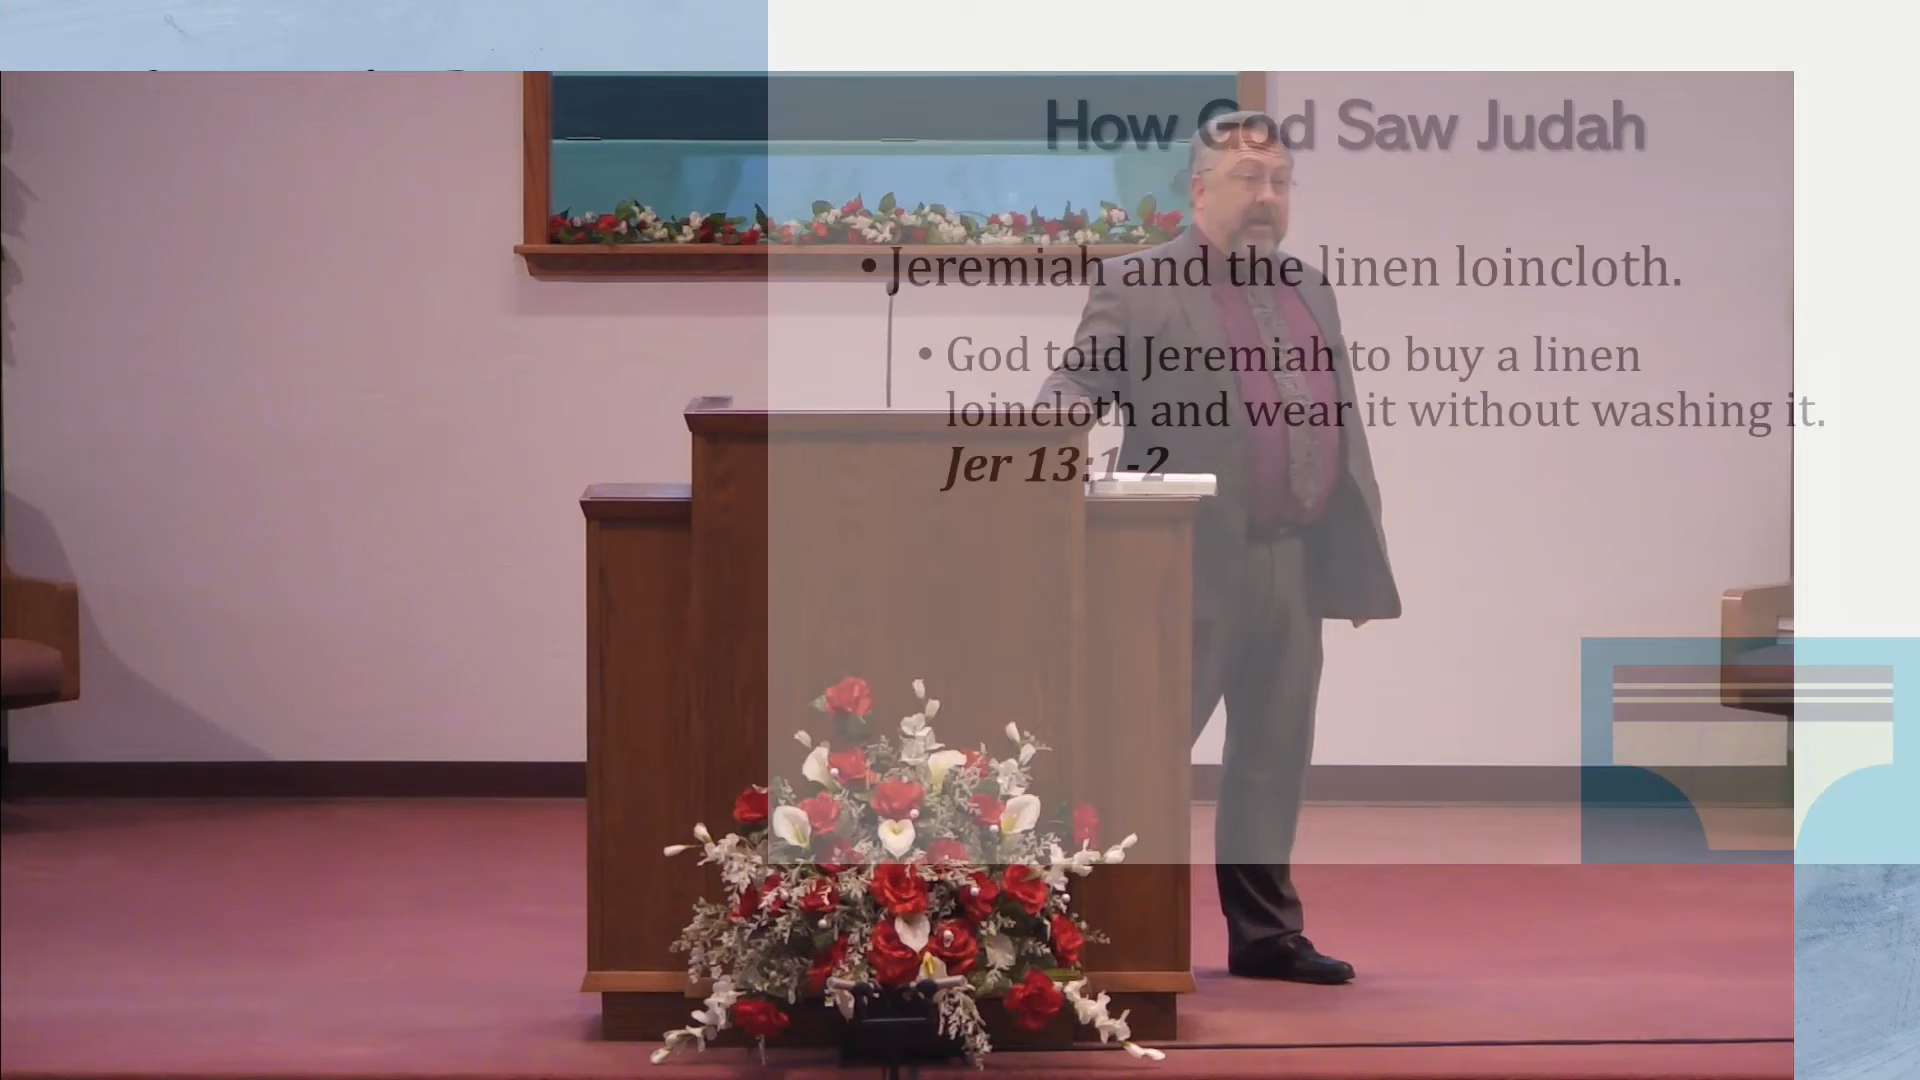 How God Saw Judah
•Jeremiah and the linen loincloth.
• God told Jeremiah to buy a linen
loincloth and wear it without washing it.
Jer 13:1-2